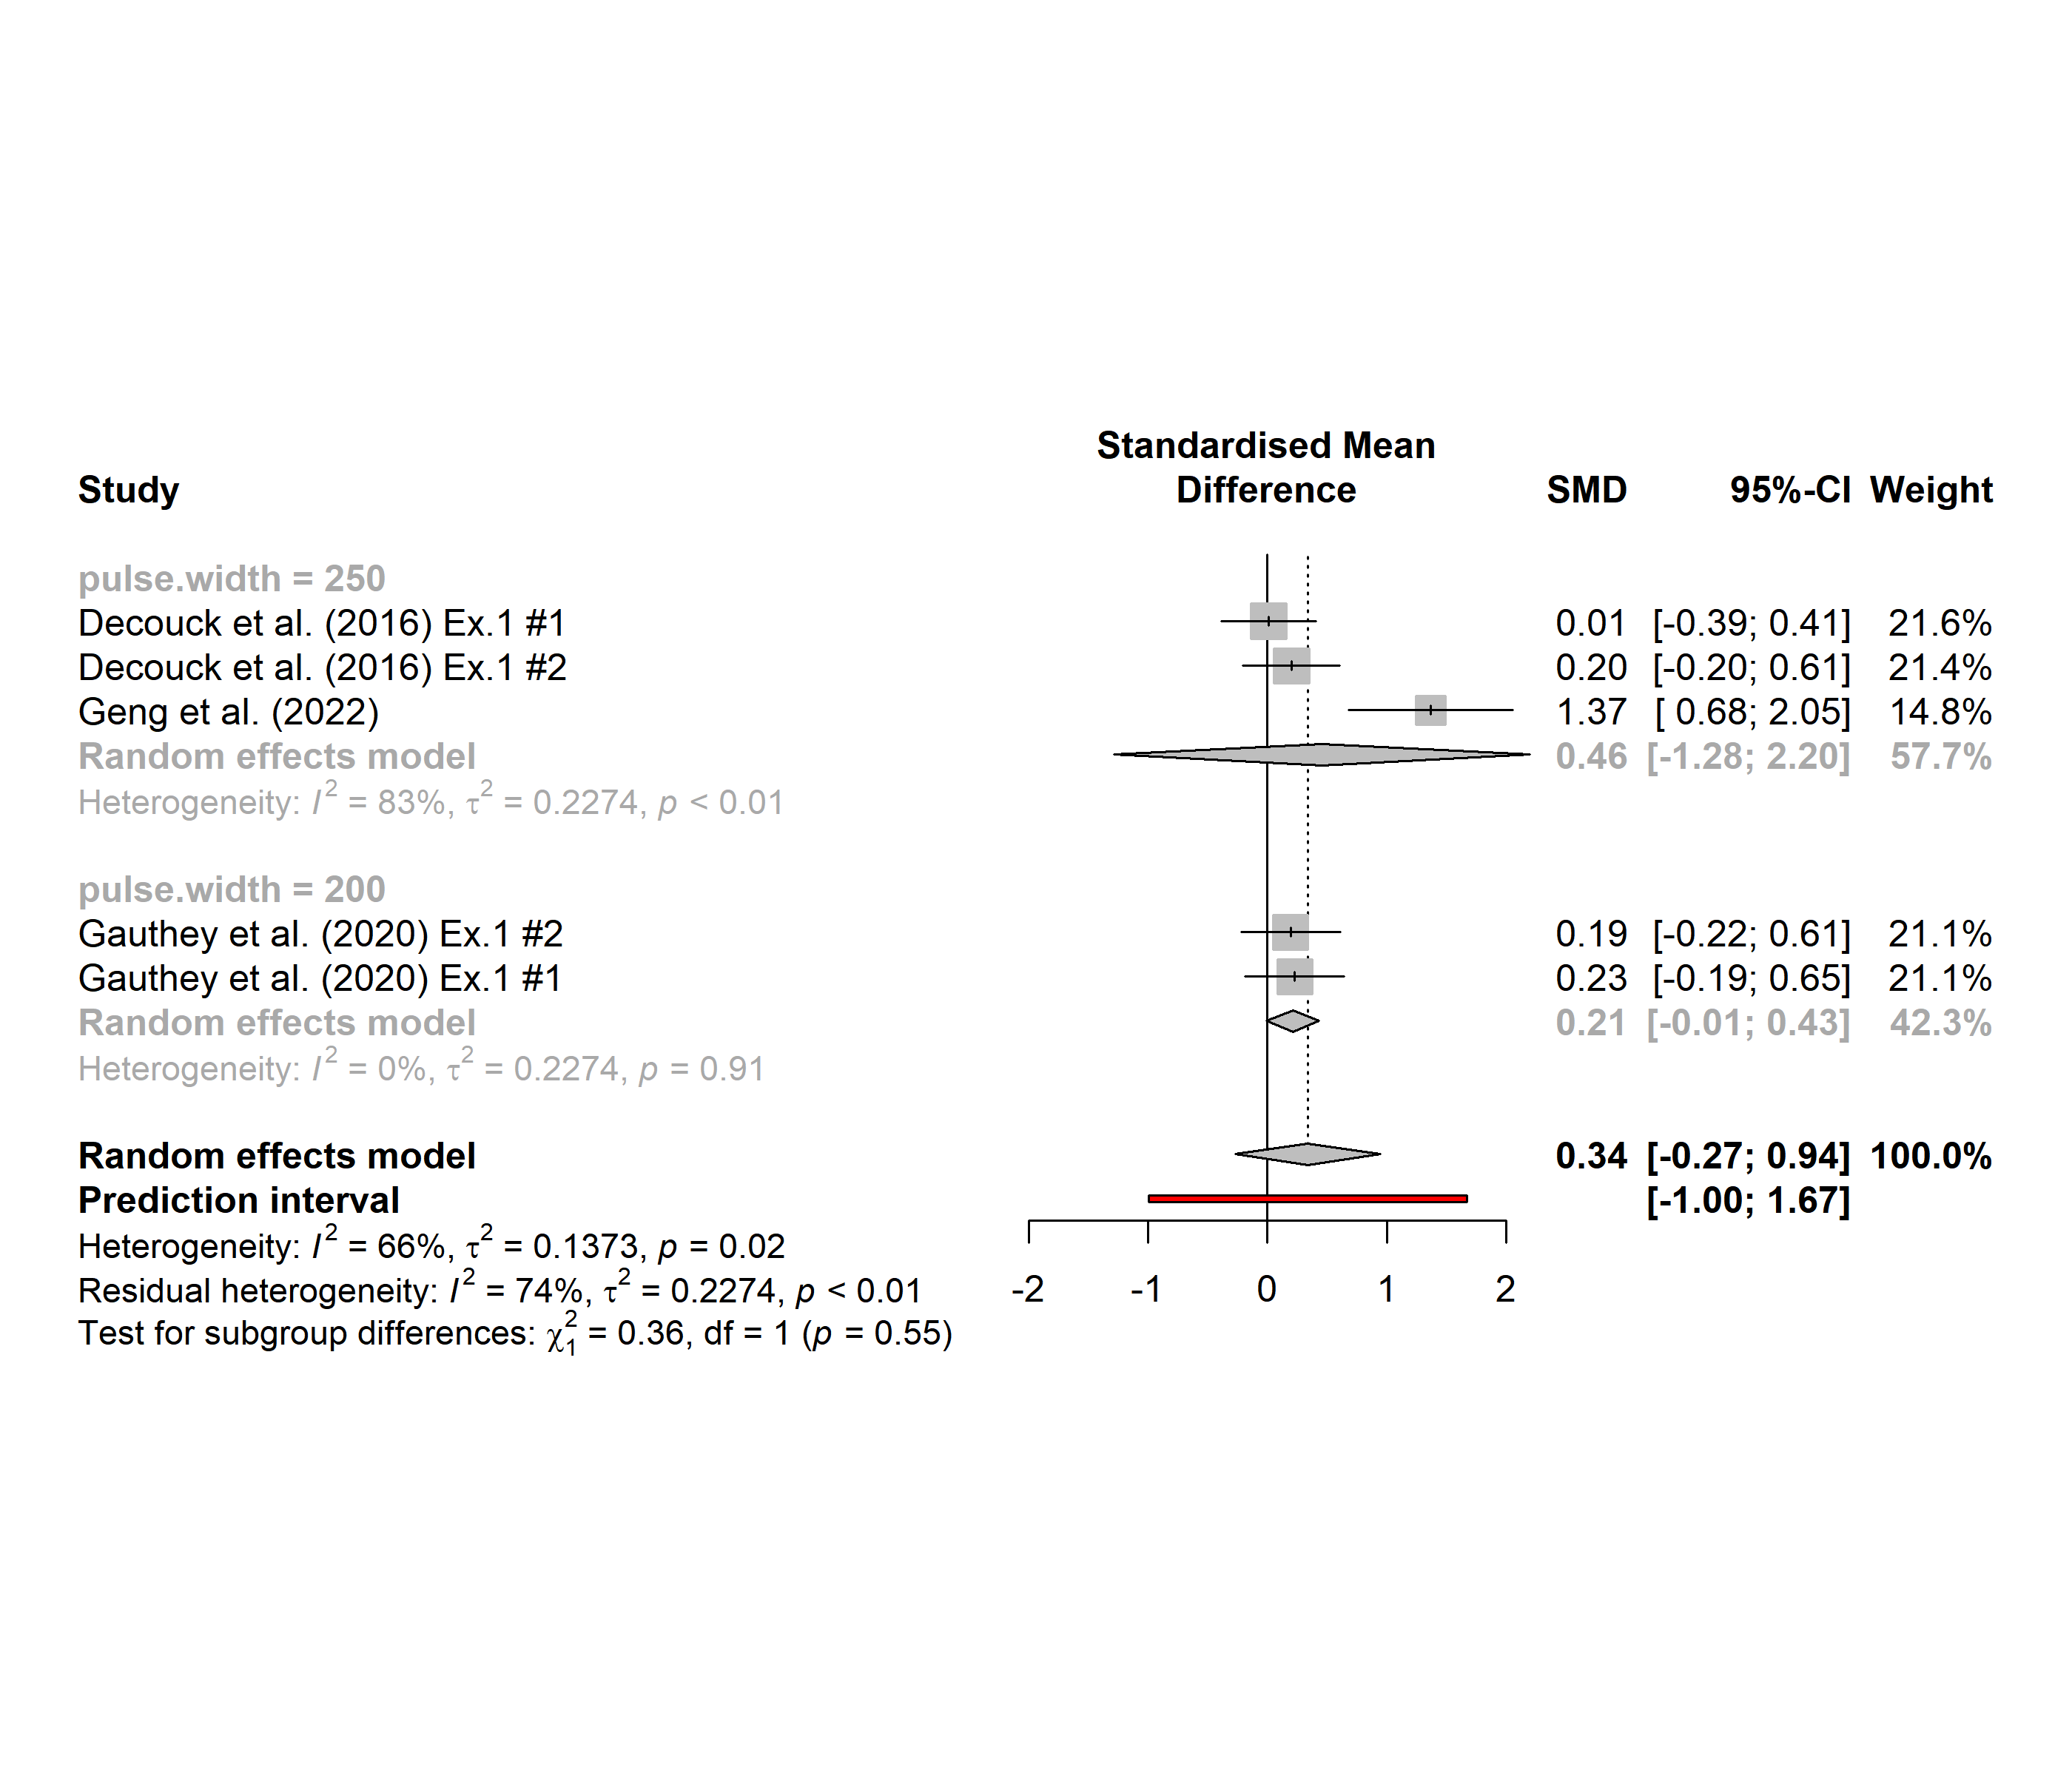 Standardised Mean
Study Difference SMD 95%-CI Weight
pulse.width = 250
Decouck et al. (2016) Ex.1 #1 0.01 [-0.39; 0.41] 21.6%
Decouck et al. (2016) Ex.1 #2 0.20 [-0.20; 0.61] 21.4%
Geng et al. (2022) 1.37 [ 0.68; 2.05] 14.8%
Random effects model 0.46 [-1.28; 2.20] 57.7%
Heterogeneity: I² = 83%, τ² = 0.2274, p < 0.01
pulse.width = 200
Gauthey et al. (2020) Ex.1 #2 0.19 [-0.22; 0.61] 21.1%
Gauthey et al. (2020) Ex.1 #1 0.23 [-0.19; 0.65] 21.1%
Random effects model 0.21 [-0.01; 0.43] 42.3%
Heterogeneity: I² = 0%, τ² = 0.2274, p = 0.91
Random effects model 0.34 [-0.27; 0.94] 100.0%
Prediction interval [-1.00; 1.67]
Heterogeneity: I² = 66%, τ² = 0.1373, p = 0.02
Residual heterogeneity: I² = 74%, τ² = 0.2274, p < 0.01
-2 -1 0 1 2
Test for subgroup differences: χ²₁ = 0.36, df = 1 (p = 0.55)